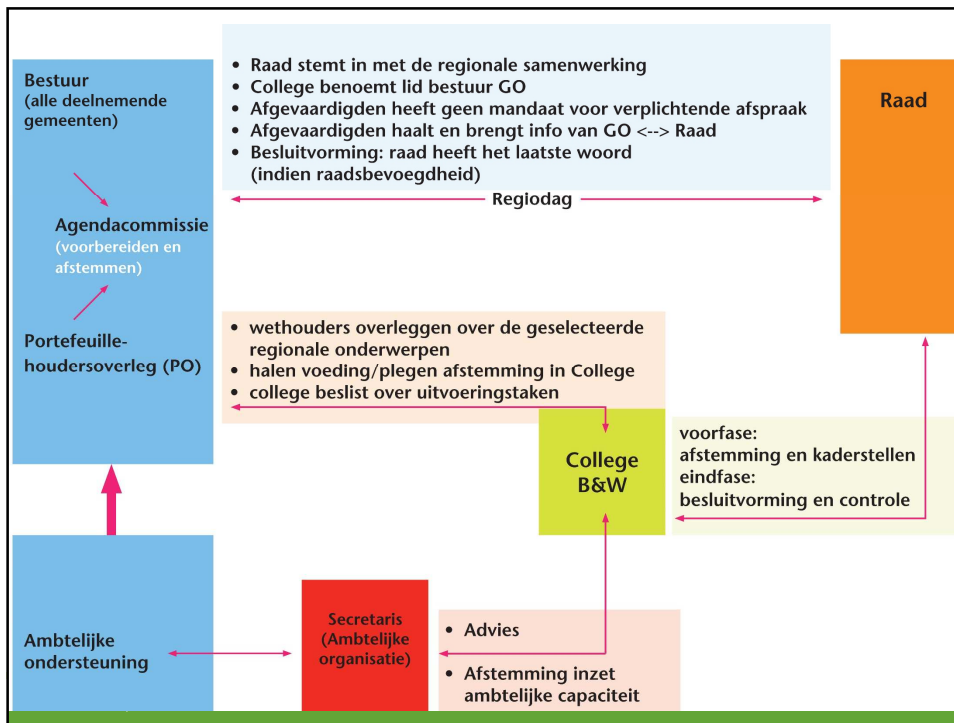 Bestuur
(alle deelnemende
gemeenten)
Agendacommissie
(voorbereiden en
afstemmen)
Portefeuille-
houdersoverleg (PO)
• Raad stemt in met de regionale samenwerking
• College benoemt lid bestuur GO
• Afgevaardigden heeft geen mandaat voor verplichtende afspraak
• Afgevaardigden haalt en brengt info van GO <--> Raad
• Besluitvorming: raad heeft het laatste woord
(indien raadsbevoegdheid)
Regiodag
Raad
• wethouders overleggen over de geselecteerde
regionale onderwerpen
• halen voeding/plegen afstemming in College
• college beslist over uitvoeringstaken
College
B&W
voorfase:
afstemming en kaderstellen
eindfase:
besluitvorming en controle
Ambtelijke
ondersteuning
Secretaris
(Ambtelijke
organisatie)
• Advies
• Afstemming inzet
ambtelijke capaciteit